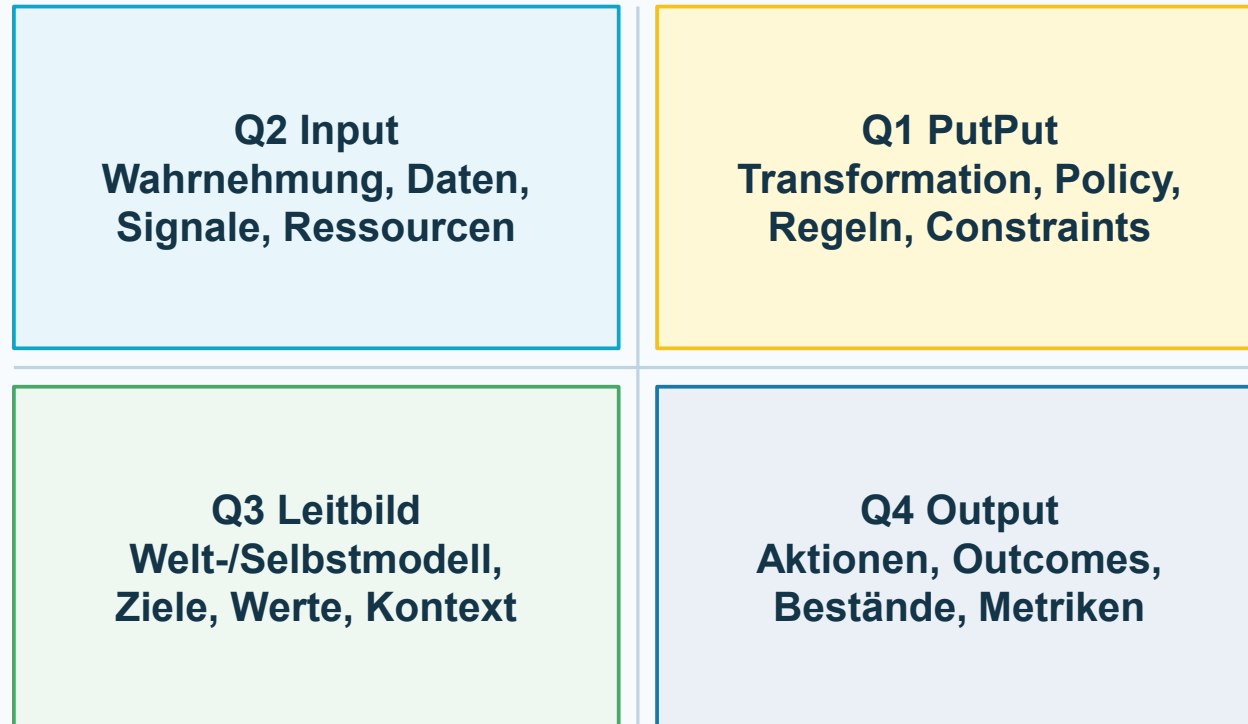 Q2 Input
Wahrnehmung, Daten,
Signale, Ressourcen
Q1 PutPut
Transformation, Policy,
Regeln, Constraints
Q3 Leitbild
Welt-/Selbstmodell,
Ziele, Werte, Kontext
Q4 Output
Aktionen, Outcomes,
Bestände, Metriken